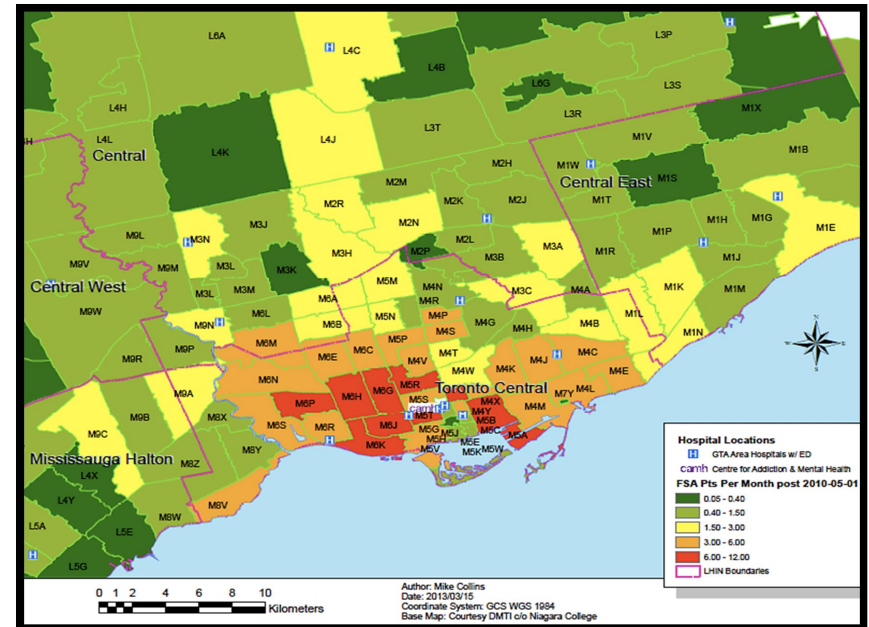 L6A
L4C
L3P
L4B
L6G
L3S
L4H
M1X
L3R
L4J
L3T
M1V
L4L
Central
L4K
M1B
M2H
M1W
Central East
M1S
M2M
M2K
M2J
M1T
M2R
M2N
M1H
M1G
M1E
M3J
M9L
M3N
M1P
M2L
M3A
M1R
M3H
M2P
M3B
M1J
M9V
M9M
M3L
M3K
M5M
M4N
M3C
M4A
M1K
M1M
Central West
M3L
M3M
M6A
M4R
M1L
M9W
M6L
M5N
M4P
M9N
M6B
M4S
M4G
M4H
M4B
M1N
M6M
M5P
M9P
M6E
M6C
M4T
M4J
M4C
M9R
M4V
M4W
M4K
M4E
M6N
M5R
Toronto Central
M6G
M7Y
M4L
M9A
M6H
M5S
M4X
M6P
camh
M4Y
M4M
M9B
M8X
M5T
M5B
M6S
M6R
M6J
M5G
M5J
M5C
M5A
M9C
M5H
M5E
M6K
M8Y
M5V
M5K
M5W
Mississauga Halton
M8Z
L4X
L4Y
M8V
M8W
L5A
L5E
L5G
N
W
E
S
Hospital Locations
H GTA Area Hospitals w/ ED
camh Centre for Addiction & Mental Health
FSA Pts Per Month post 2010-05-01
0.05 - 0.40
0.40 - 1.50
1.50 - 3.00
3.00 - 6.00
6.00 - 12.00
LHIN Boundaries
0 1 2 4 6 8 10
Kilometers
Author: Mike Collins
Date: 2013/03/15
Coordinate System: GCS WGS 1984
Base Map: Courtesy DMTI c/o Niagara College